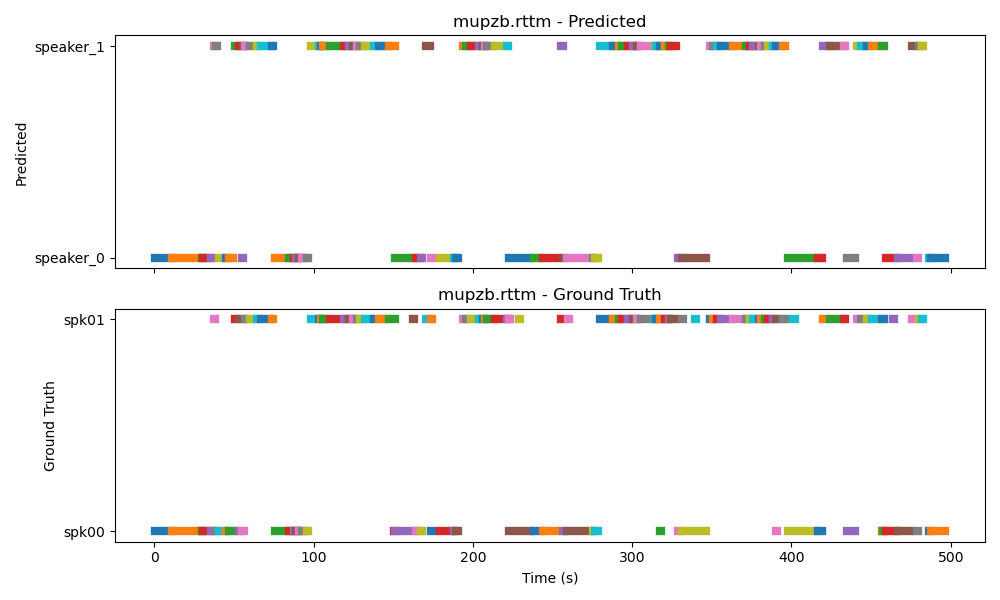 mupzb.rttm - Predicted
speaker_1
Predicted
speaker_0
mupzb.rttm - Ground Truth
spk01
Ground Truth
spk00
0 100 200 300 400 500
Time (s)